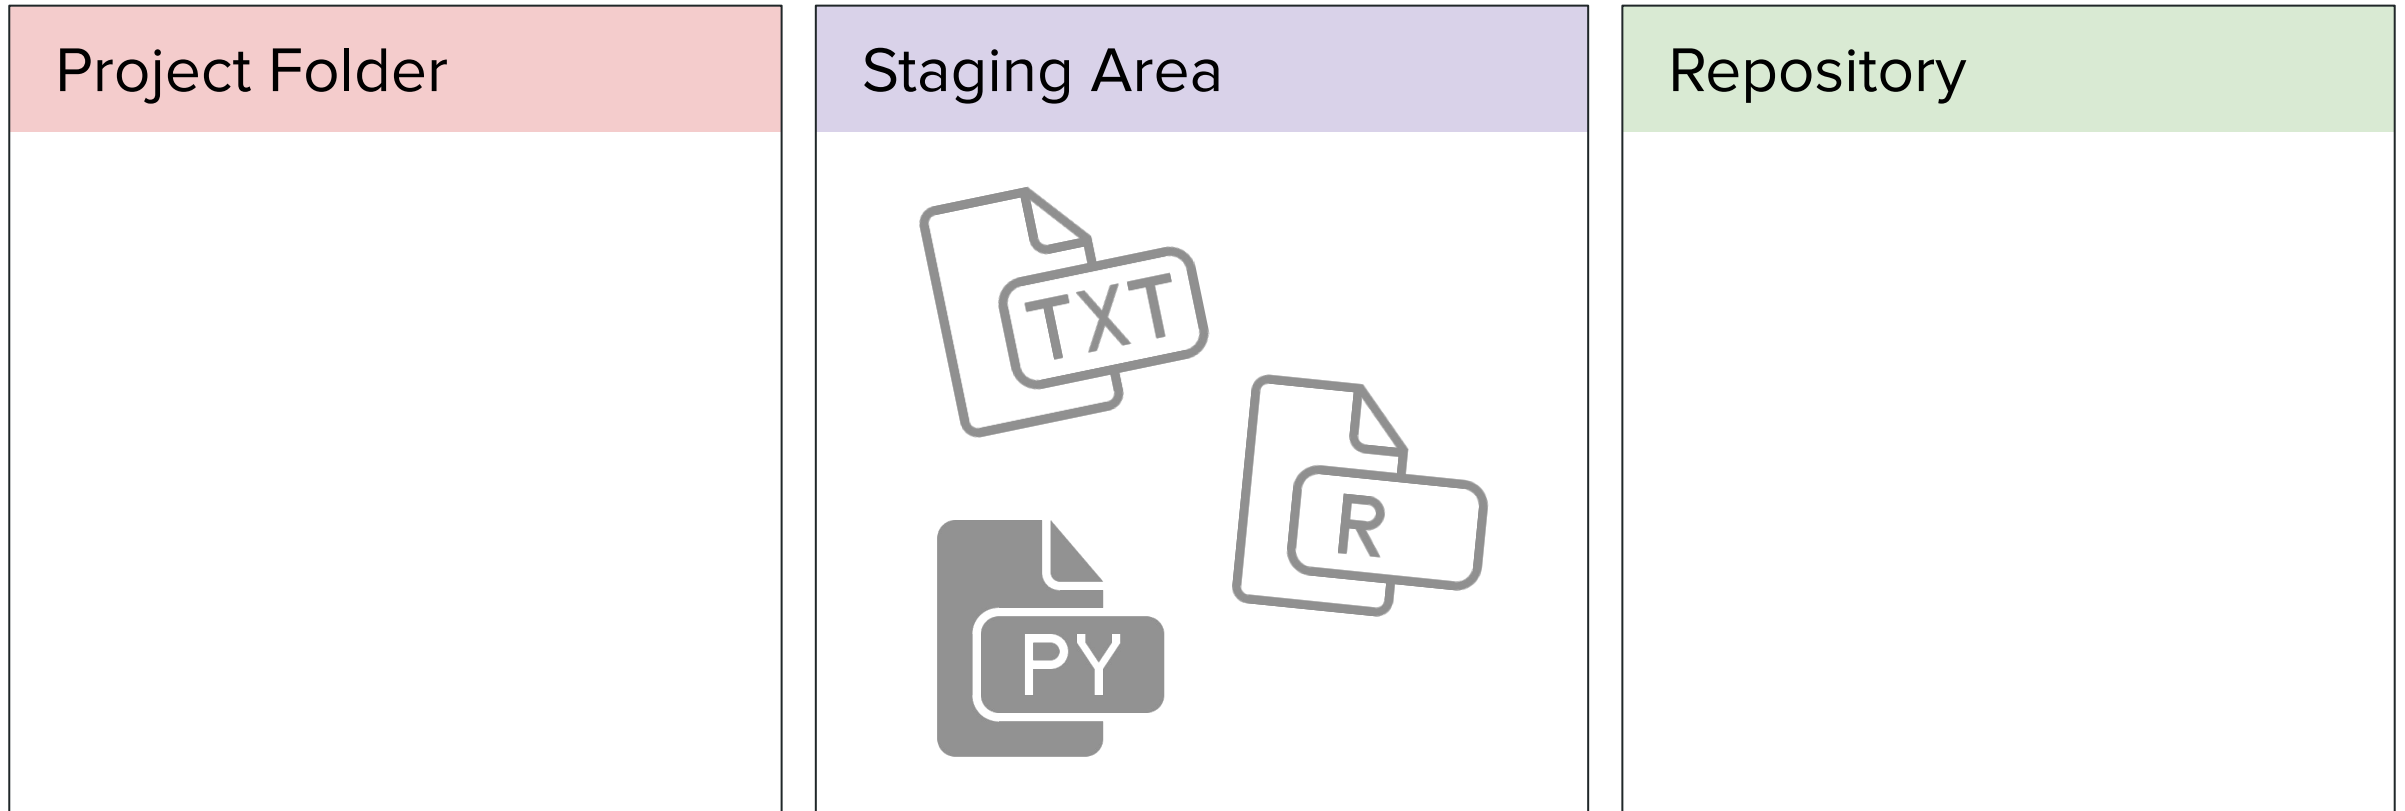 Project Folder
Staging Area
Repository
TXT
R
PY